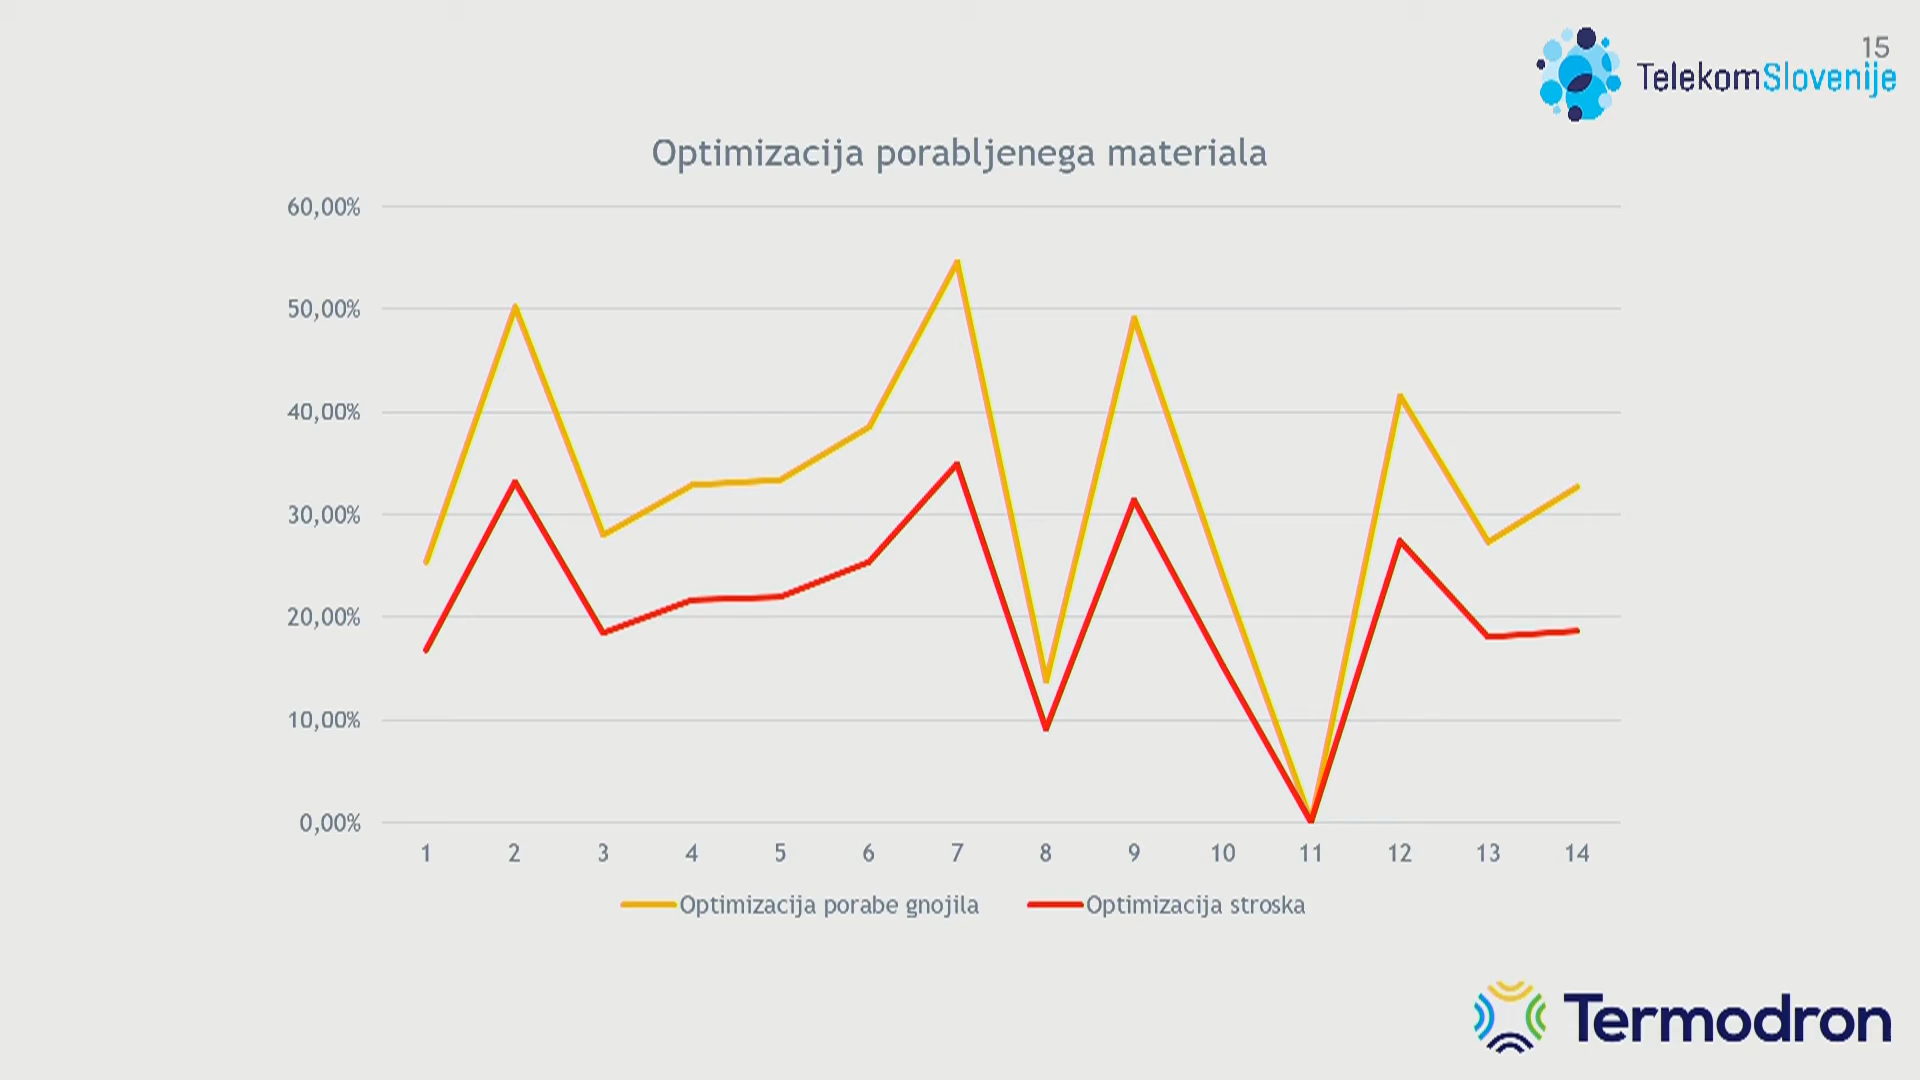 15
TelekomSlovenije
Optimizacija porabljenega materiala
60,00%
50,00%
40,00%
30,00%
20,00%
10,00%
0,00%
1 2 3 4 5 6 7 8 9 10 11 12 13 14
Optimizacija porabe gnojila Optimizacija stroska
Termodron